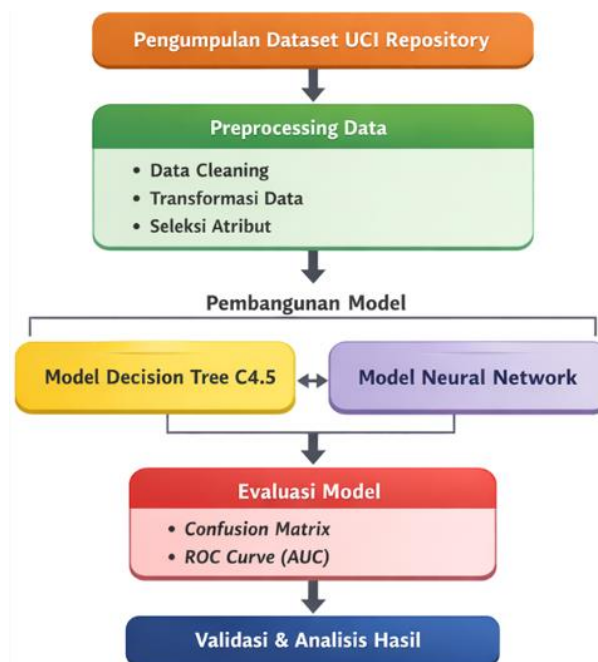 Pengumpulan Dataset UCI Repository
Preprocessing Data
• Data Cleaning
• Transformasi Data
• Seleksi Atribut
Pembangunan Model
Model Decision Tree C4.5
Model Neural Network
Evaluasi Model
• Confusion Matrix
• ROC Curve (AUC)
Validasi & Analisis Hasil